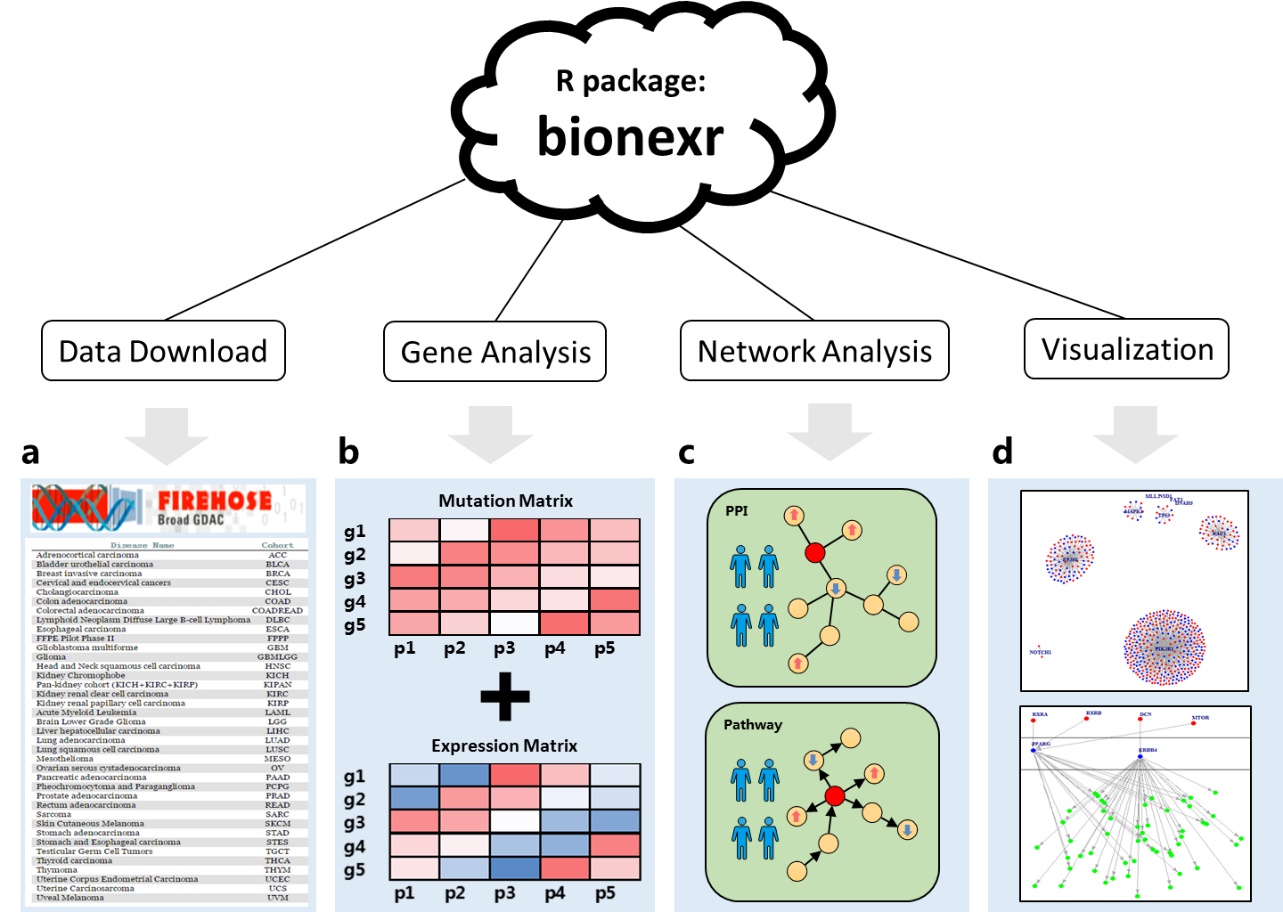 R package:
bionexr
Data Download
Gene Analysis
Network Analysis
Visualization
a
FIREHOSE
Broad GDAC
Disease Name Cohort
Adrenocortical carcinoma ACC
Bladder urothelial carcinoma BLCA
Breast invasive carcinoma BRCA
Cervical and endocervical cancers CESC
Cholangiocarcinoma CHOL
Colon adenocarcinoma COAD
Colorectal adenocarcinoma COADREAD
Lymphoid Neoplasm Diffuse Large B-cell Lymphoma DLBC
Esophageal carcinoma ESCA
FFPE Pilot Phase II FPPP
Glioblastoma multiforme GBM
Glioma GBMLGG
Head and Neck squamous cell carcinoma HNSC
Kidney Chromophobe KICH
Pan-kidney cohort (KICH+KIRC+KIRP) KIPAN
Kidney renal clear cell carcinoma KIRC
Kidney renal papillary cell carcinoma KIRP
Acute Myeloid Leukemia LAML
Brain Lower Grade Glioma LGG
Liver hepatocellular carcinoma LIHC
Lung adenocarcinoma LUAD
Lung squamous cell carcinoma LUSC
Mesothelioma MESO
Ovarian serous cystadenocarcinoma OV
Pancreatic adenocarcinoma PAAD
Pheochromocytoma and Paraganglioma PCPG
Prostate adenocarcinoma PRAD
Rectum adenocarcinoma READ
Sarcoma SARC
Skin Cutaneous Melanoma SKCM
Stomach adenocarcinoma STAD
Stomach and Esophageal carcinoma STES
Testicular Germ Cell Tumors TGCT
Thyroid carcinoma THCA
Thymoma THYM
Uterine Corpus Endometrial Carcinoma UCEC
Uterine Carcinosarcoma UCS
Uveal Melanoma UVM
b
Mutation Matrix
g1
g2
g3
g4
g5
p1 p2 p3 p4 p5
Expression Matrix
g1
g2
g3
g4
g5
p1 p2 p3 p4 p5
c
PPI
Pathway
d
NOTCH1
PIK3R1
RXRA RXRB DCN MTOR
PPARG ERBB4